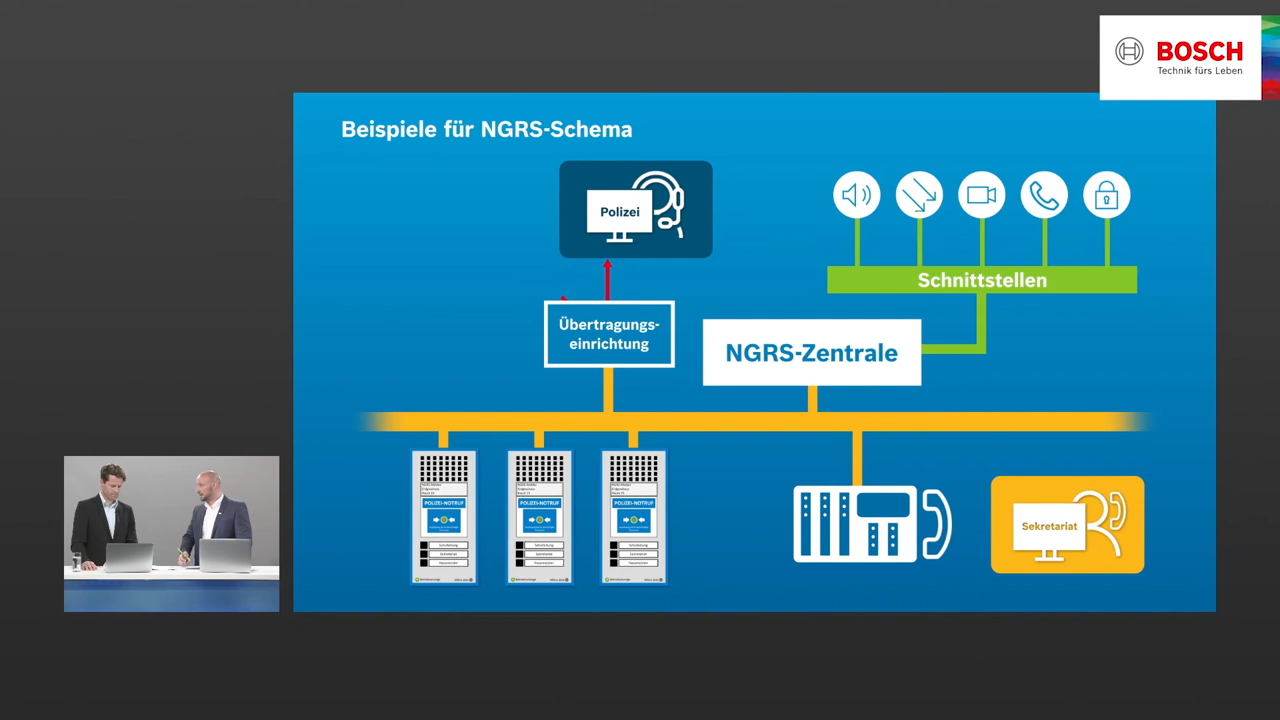 BOSCH
Technik fürs Leben
Beispiele für NGRS-Schema
Polizei
Schnittstellen
Übertragungs-
einrichtung
NGRS-Zentrale
POLIZEI-NOTRUF
POLIZEI-NOTRUF
POLIZEI-NOTRUF
Sekretariat